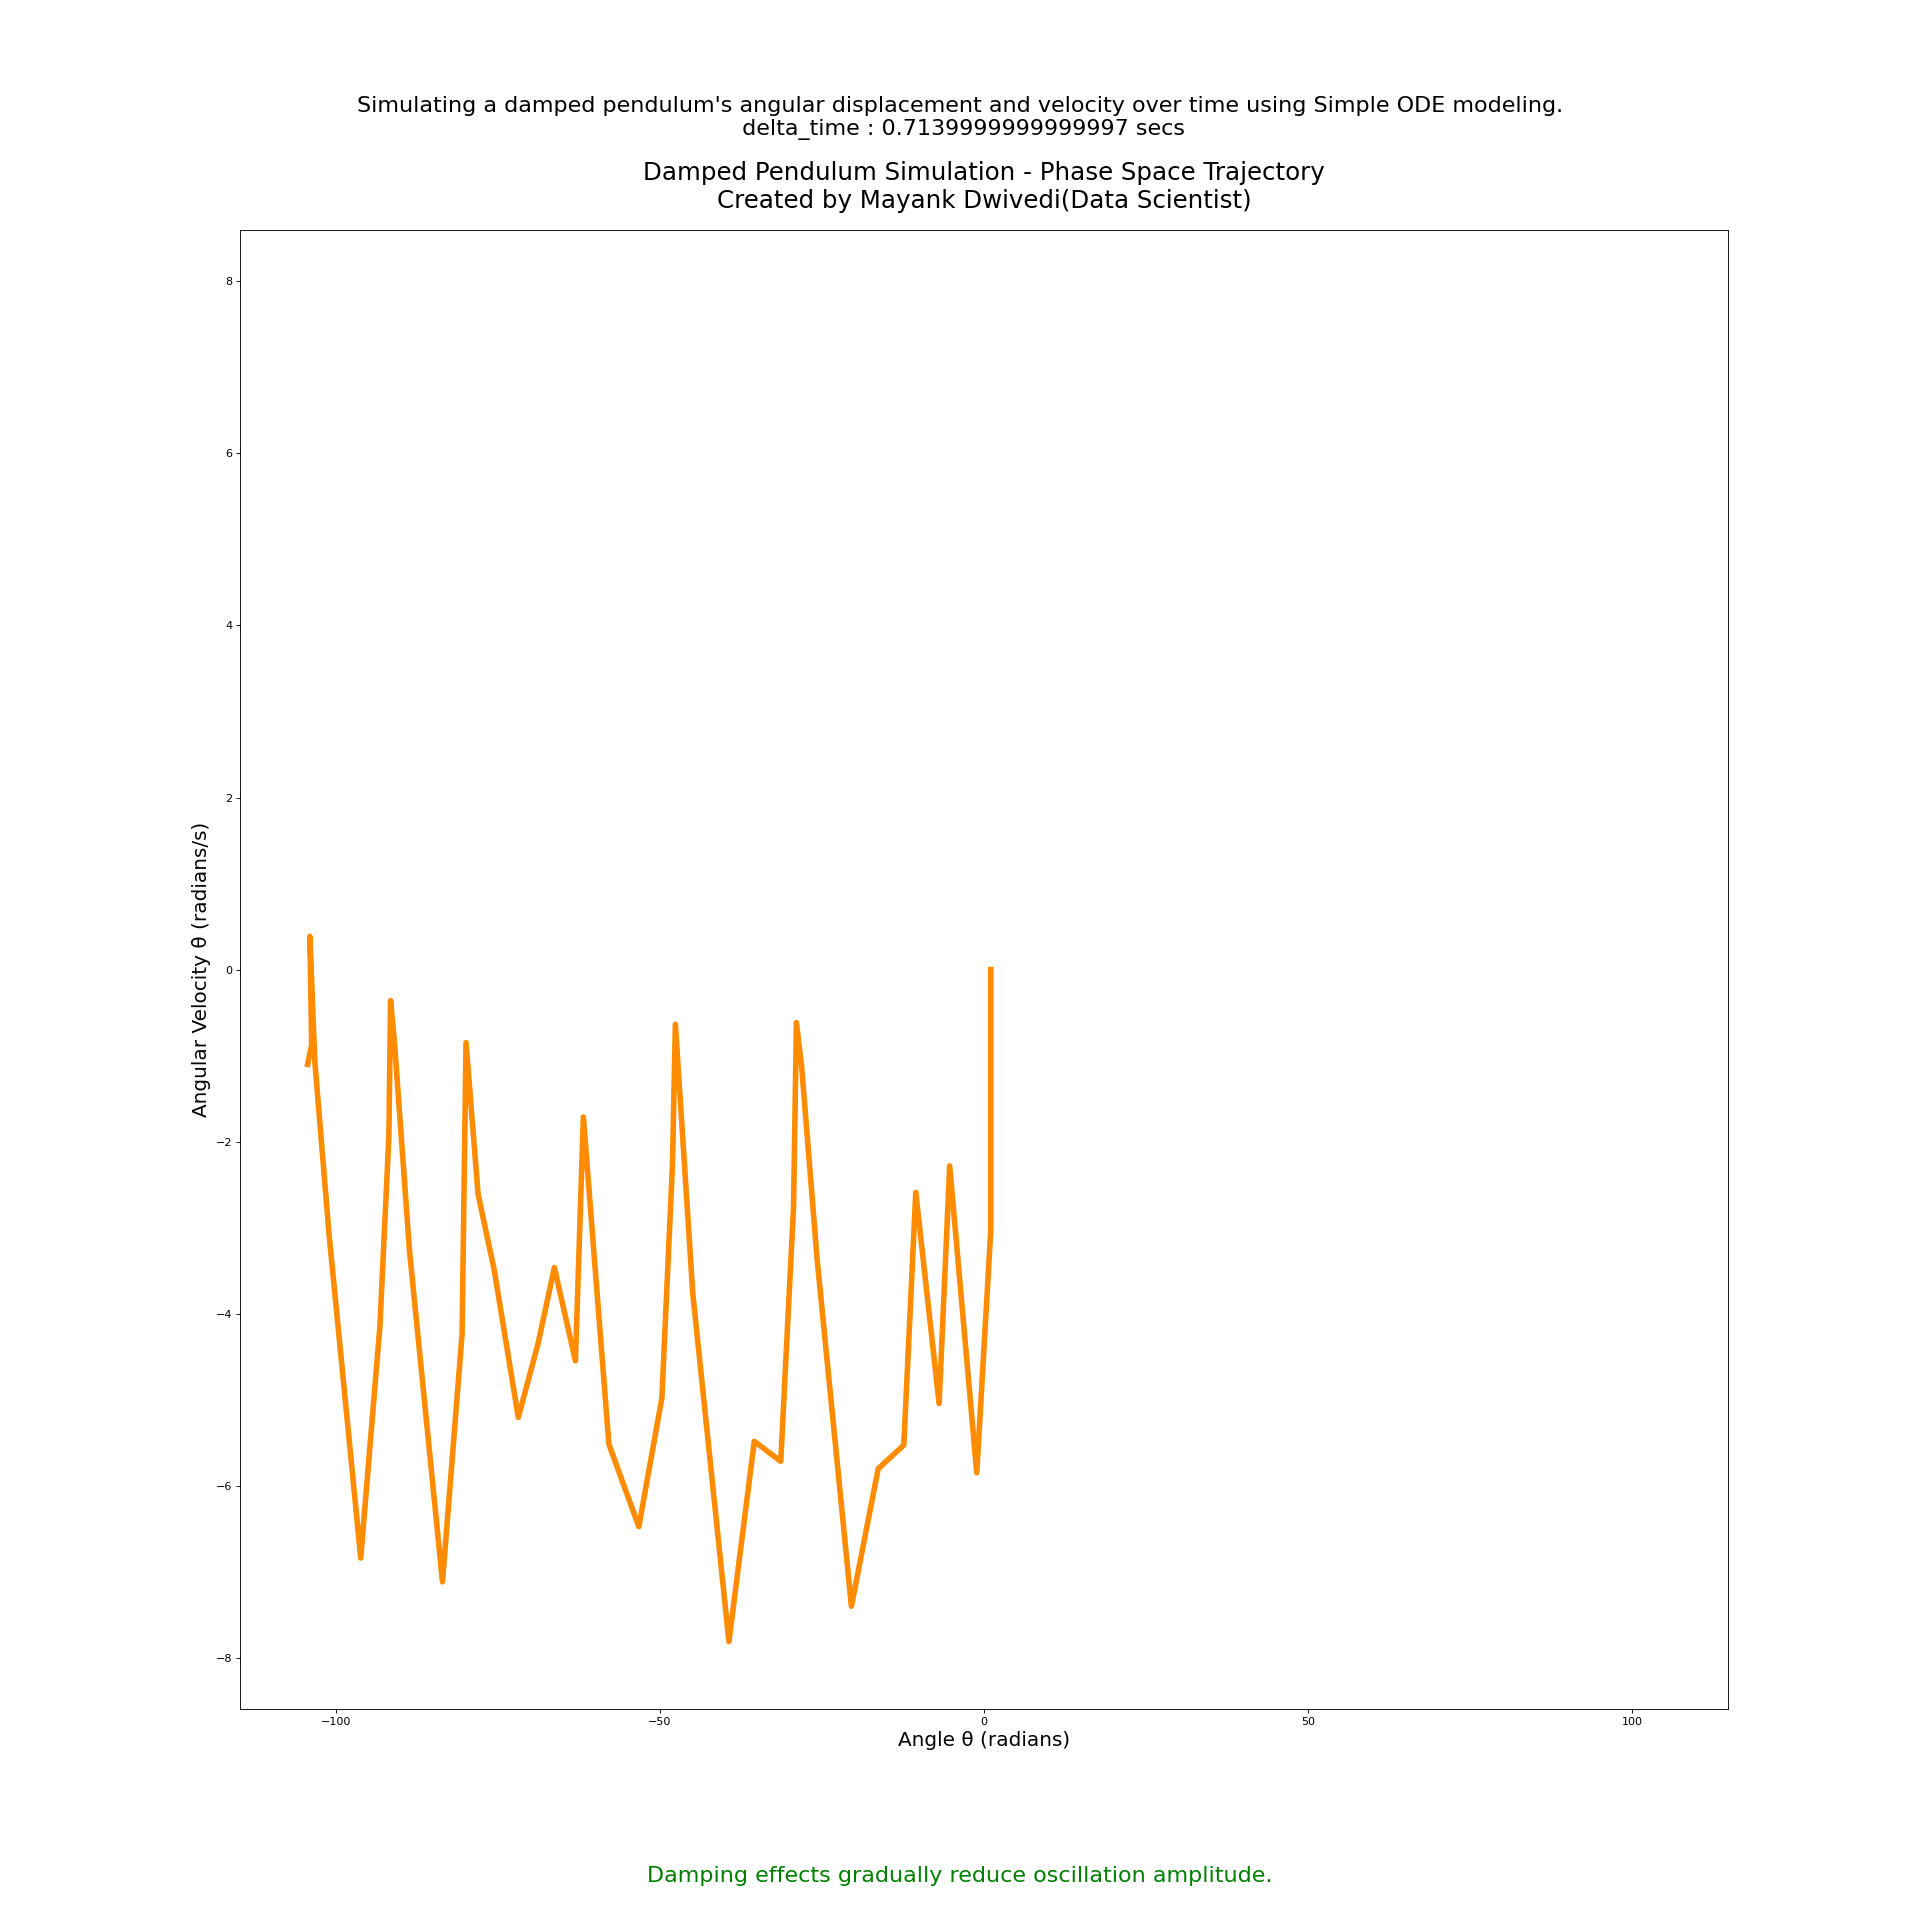 Simulating a damped pendulum's angular displacement and velocity over time using Simple ODE modeling.
delta_time : 0.7139999999999997 secs
Damped Pendulum Simulation - Phase Space Trajectory
Created by Mayank Dwivedi(Data Scientist)
8
6
4
2
0
−2
−4
−6
−8
Angular Velocity θ (radians/s)
−100
−50
0
50
100
Angle θ (radians)
Damping effects gradually reduce oscillation amplitude.